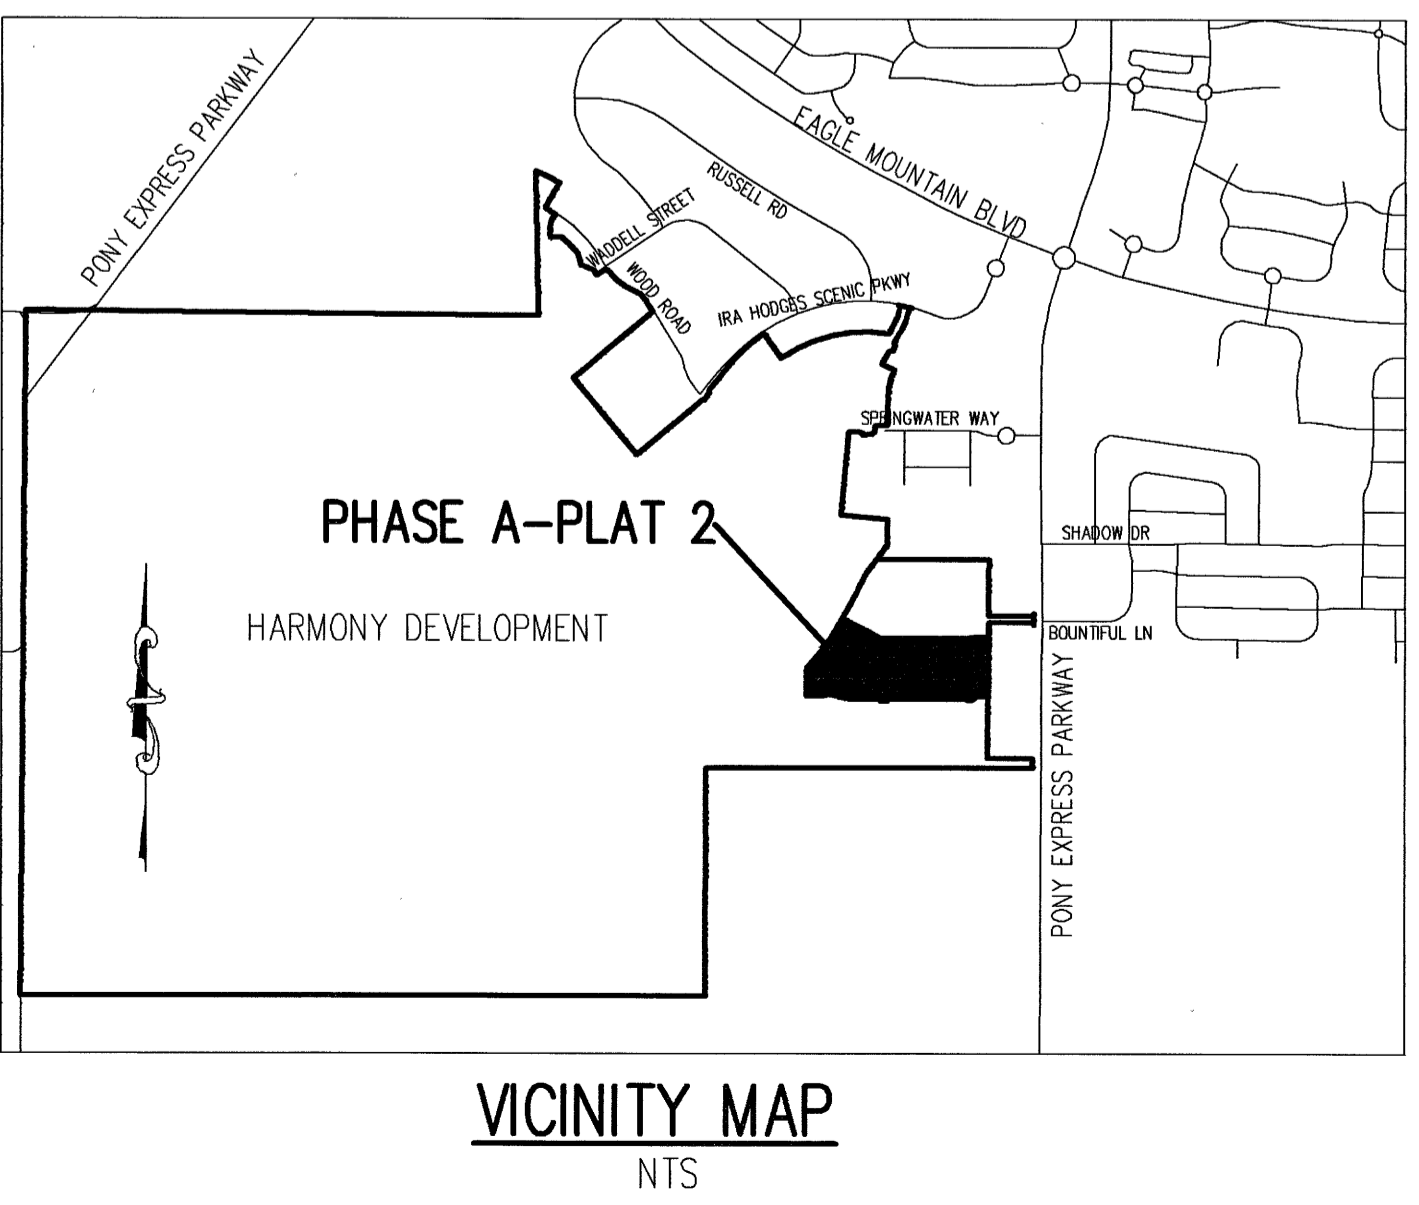 PONY EXPRESS PARKWAY
EAGLE MOUNTAIN BLVD
RUSSELL RD
WADDELL STREET
WOOD ROAD
IRA HODGES SCENIC PKWY
SPRINGWATER WAY
PHASE A-PLAT 2
SHADOW DR
HARMONY DEVELOPMENT
BOUNTIFUL LN
PONY EXPRESS PARKWAY
VICINITY MAP
NTS